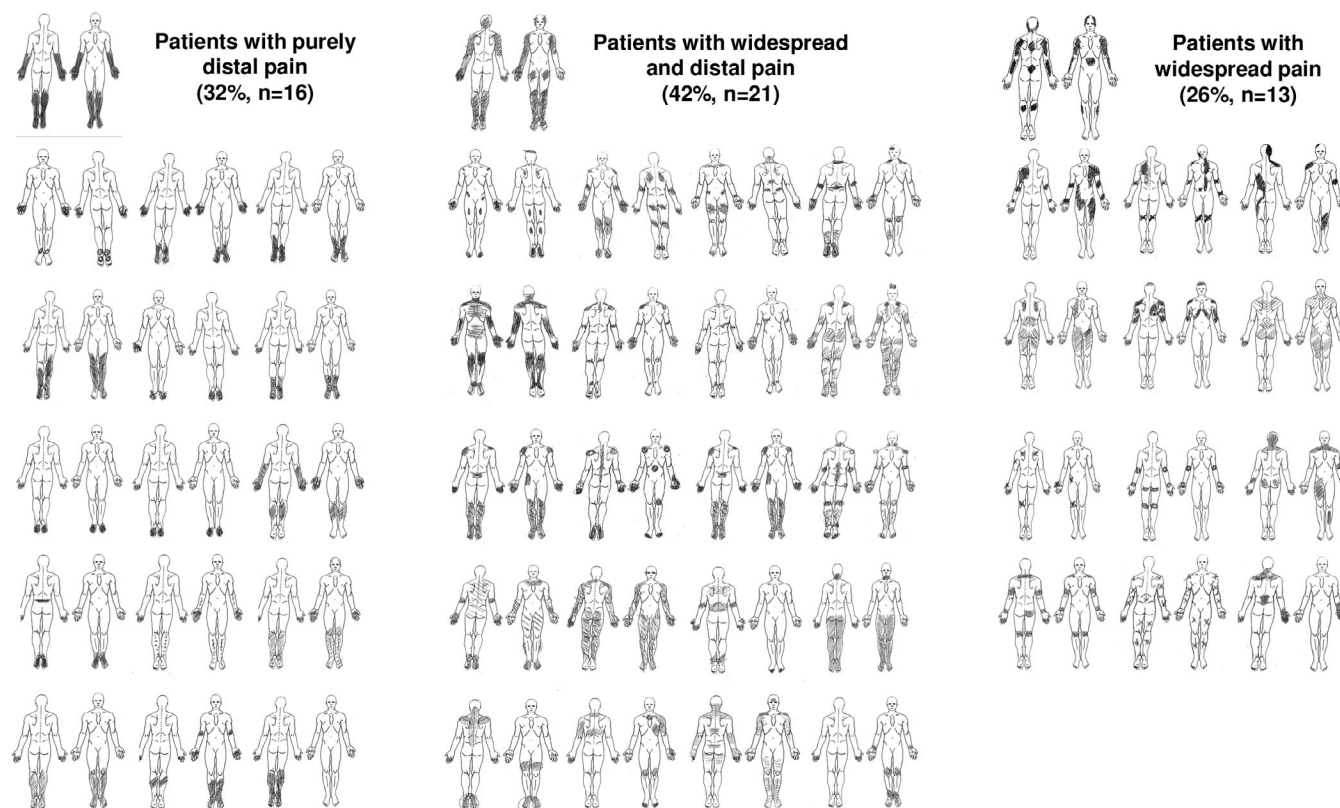 Patients with purely
distal pain
(32%, n=16)
Patients with widespread
and distal pain
(42%, n=21)
Patients with
widespread pain
(26%, n=13)